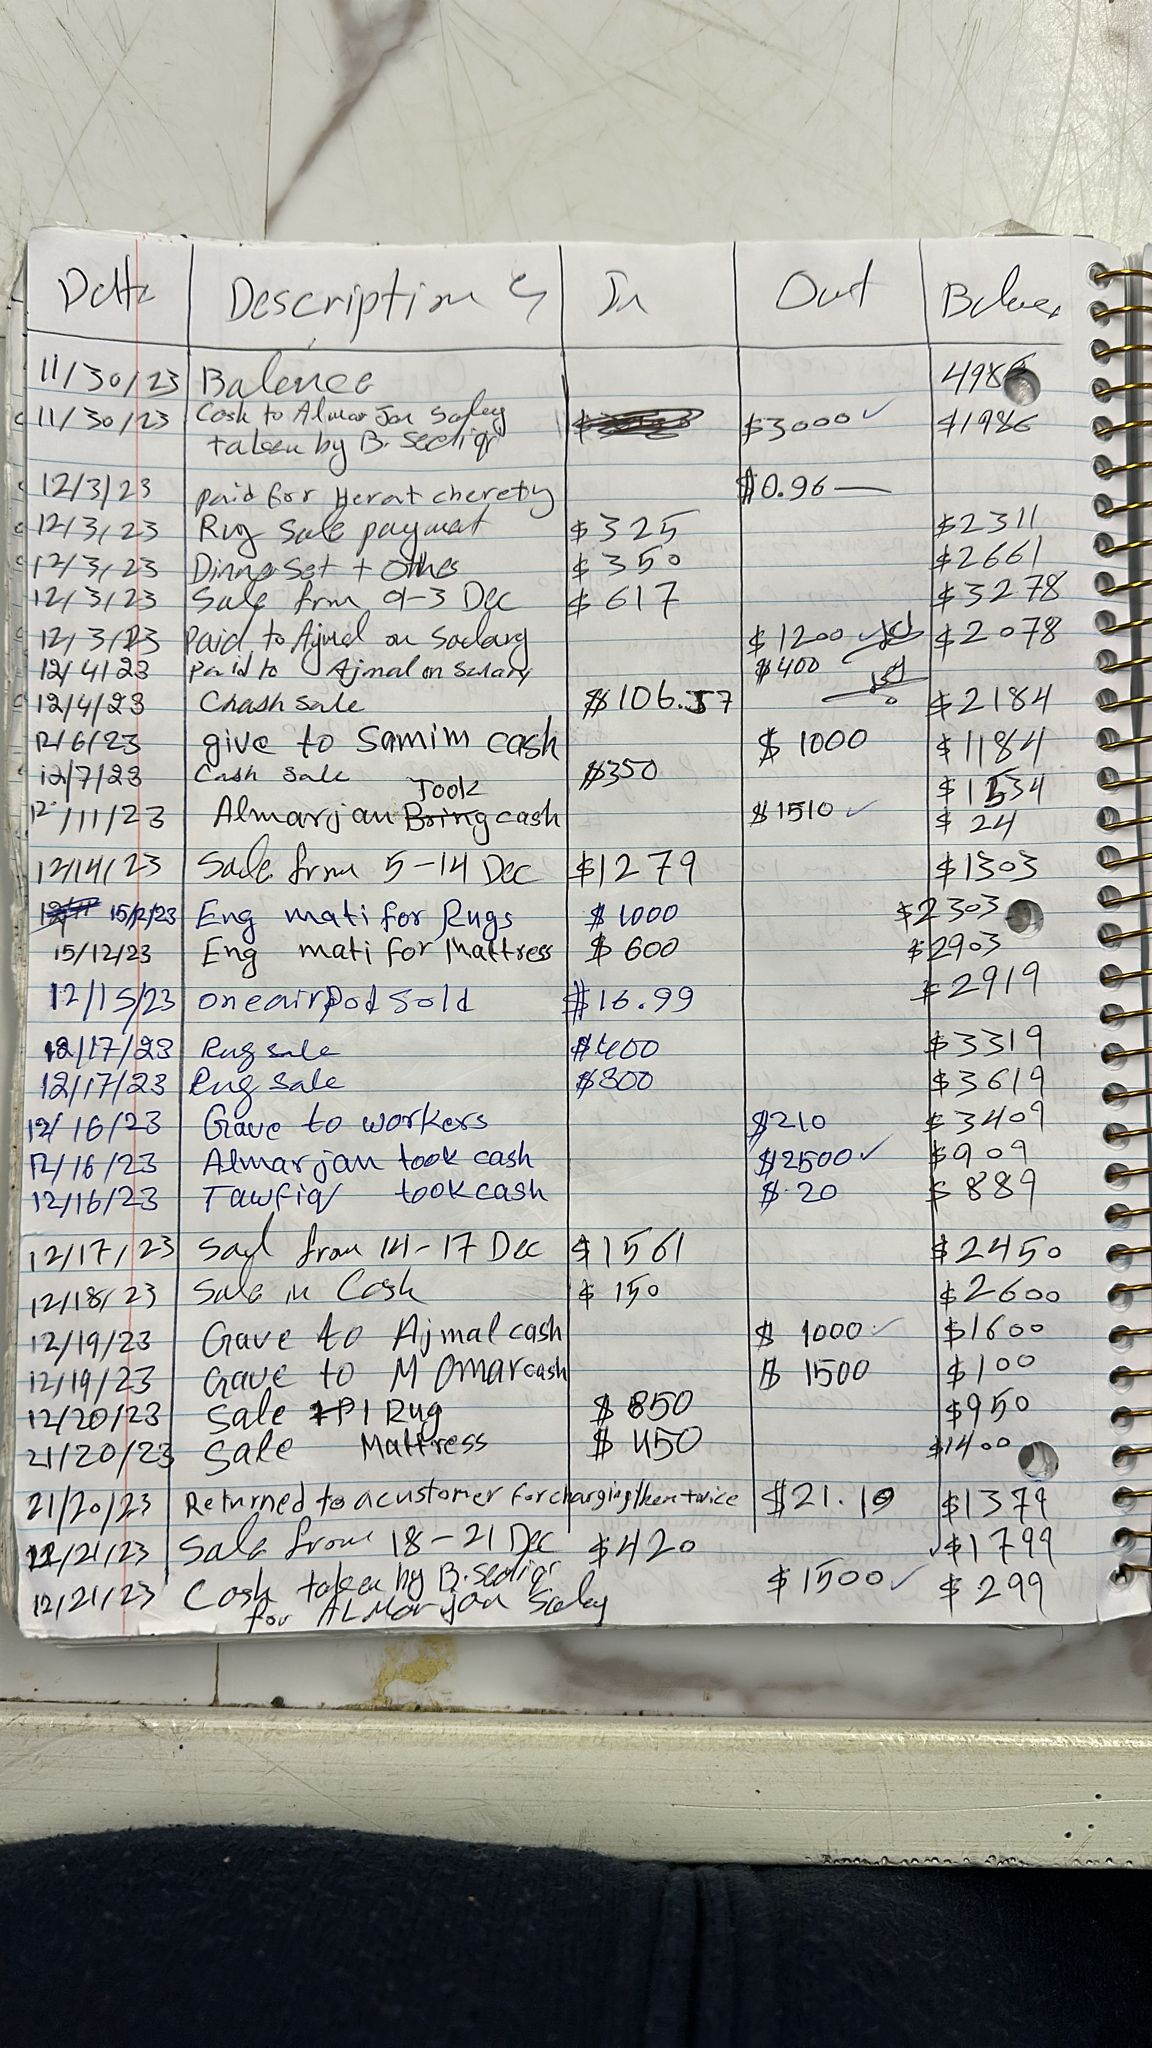 Date Description In Out Balance
11/30/23 Balence 4986
11/30/23 Cash to Almar Jan Salary $3000 $1986
taken by B. Sediqi
12/3/23 paid for Herat cherety $0.96
12/3/23 Rug Sale payment $325 $2311
12/3/23 Dinner Set + Othes $350 $2661
12/3/23 Sale from 01-3 Dec $617 $3278
12/3/23 Paid to Ajmal on Salary $1200 $2078
12/4/23 Paid to Ajmal on Salary $400
12/4/23 Chash sale $106.57 $2184
12/6/23 give to Samim cash $1000 $1184
12/7/23 Cash sale $350 $1534
Took
12/11/23 Almarjan Bring cash $1510 $24
12/14/23 Sale from 5-14 Dec $1279 $1303
15/12/23 Eng mati for Rugs $1000 $2303
15/12/23 Eng mati for Mattress $600 $2903
12/15/23 one airpod sold $16.99 $2919
12/17/23 Rug sale $400 $3319
12/17/23 Rug sale $300 $3619
12/16/23 Gave to workers $210 $3409
12/16/23 Almarjan took cash $2500 $909
12/16/23 Tawfiq took cash $20 $889
12/17/23 Sayl from 14-17 Dec $1561 $2450
12/18/23 Sale in Cash $150 $2600
12/19/23 Gave to Ajmal cash $1000 $1600
12/19/23 Gave to M Omar cash $1500 $100
12/20/23 Sale 1 Rug $850 $950
21/20/23 Sale Mattress $450 $1400
21/20/23 Returned to a customer for charging them twice $21.10 $1379
12/21/23 Sale from 18-21 Dec $420 $1799
12/21/23 Cash taken by B. Sediqi $1500 $299
for ALMarjan Salary